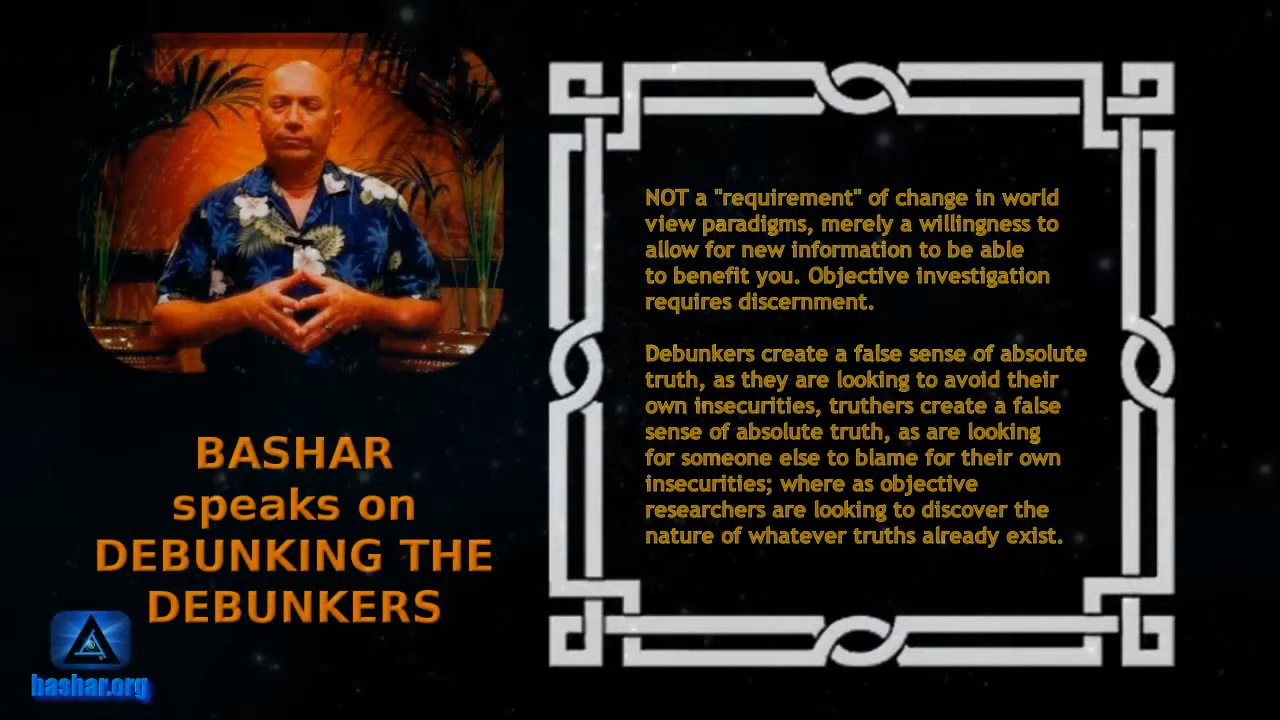 BASHAR
speaks on
DEBUNKING THE
DEBUNKERS
bashar.org
NOT a "requirement" of change in world
view paradigms, merely a willingness to
allow for new information to be able
to benefit you. Objective investigation
requires discernment.
Debunkers create a false sense of absolute
truth, as they are looking to avoid their
own insecurities, truthers create a false
sense of absolute truth, as are looking
for someone else to blame for their own
insecurities; where as objective
researchers are looking to discover the
nature of whatever truths already exist.